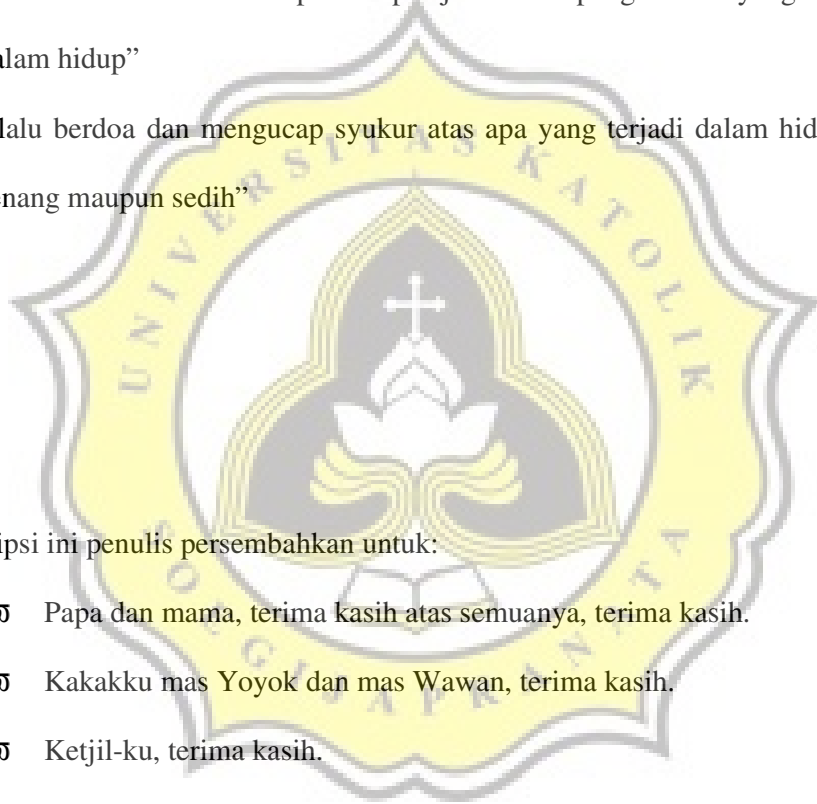 alam hidup”
lalu berdoa dan mengucap syukur atas apa yang terjadi dalam hid
enang maupun sedih”
UNIVERSITAS KATOLIK
SOEGIJAPRANATA
ipsi ini penulis persembahkan untuk:
ϖ Papa dan mama, terima kasih atas semuanya, terima kasih.
ϖ Kakakku mas Yoyok dan mas Wawan, terima kasih.
ϖ Ketjil-ku, terima kasih.